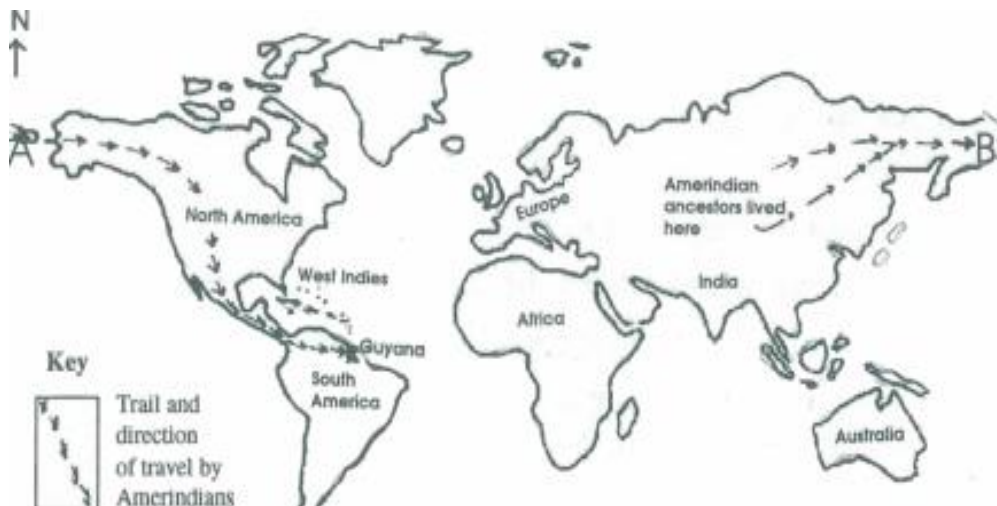 N
A
B
Amerindian
ancestors lived
here
North America
Europe
West Indies
India
Africa
Guyana
South
America
Australia
Key
Trail and
direction
of travel by
Amerindians